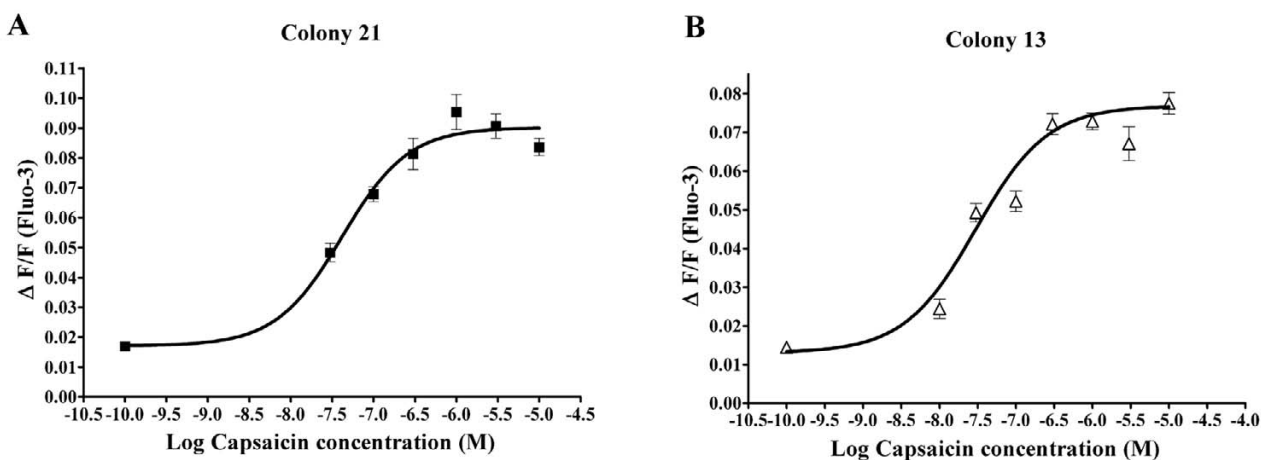 A
Colony 21
Δ F/F (Fluo-3)
0.11
0.10
0.09
0.08
0.07
0.06
0.05
0.04
0.03
0.02
0.01
0.00
-10.5 -10.0 -9.5 -9.0 -8.5 -8.0 -7.5 -7.0 -6.5 -6.0 -5.5 -5.0 -4.5
Log Capsaicin concentration (M)
B
Colony 13
Δ F/F (Fluo-3)
0.08
0.07
0.06
0.05
0.04
0.03
0.02
0.01
0.00
-10.5 -10.0 -9.5 -9.0 -8.5 -8.0 -7.5 -7.0 -6.5 -6.0 -5.5 -5.0 -4.5 -4.0
Log Capsaicin concentration (M)